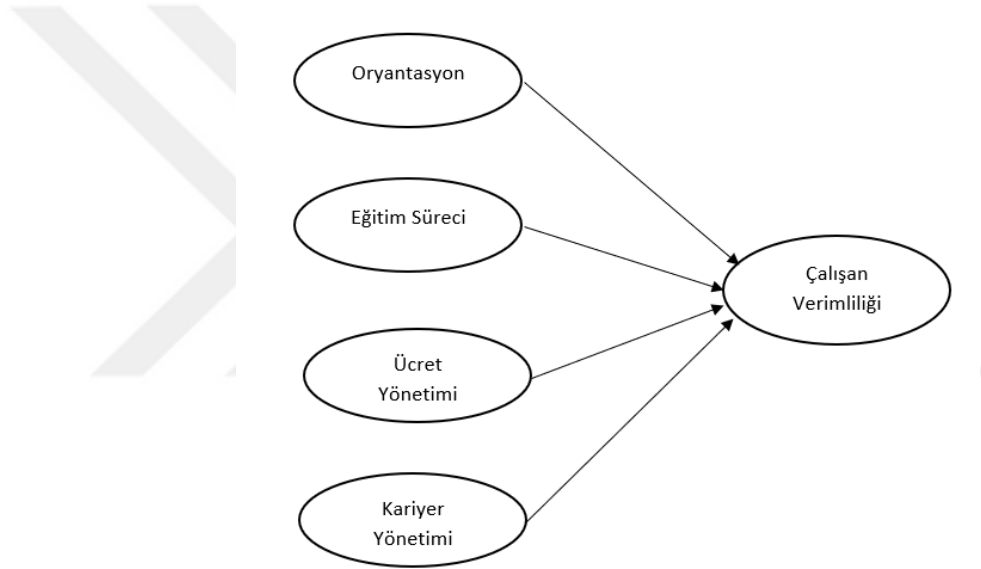 Oryantasyon
Eğitim Süreci
Çalışan
Verimliliği
Ücret
Yönetimi
Kariyer
Yönetimi